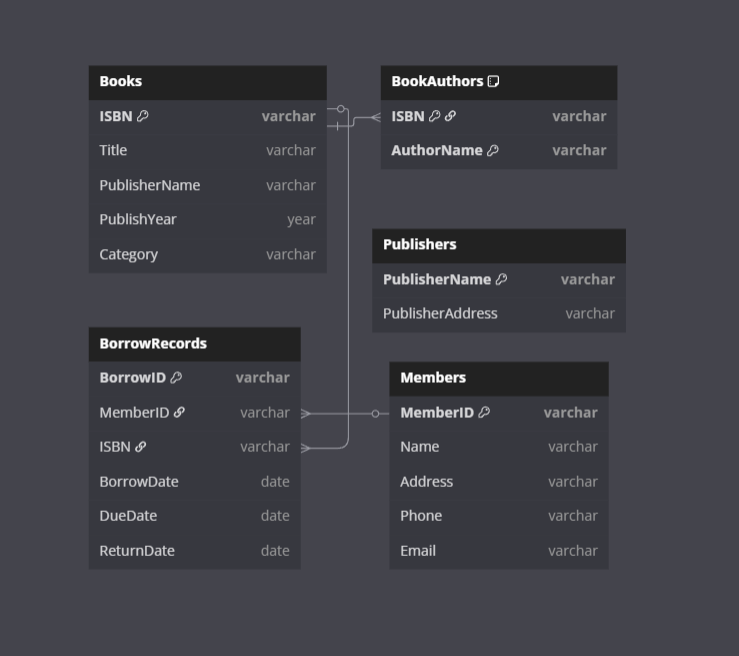 Books
ISBN varchar
Title varchar
PublisherName varchar
PublishYear year
Category varchar
BookAuthors
ISBN varchar
AuthorName varchar
Publishers
PublisherName varchar
PublisherAddress varchar
BorrowRecords
BorrowID varchar
MemberID varchar
ISBN varchar
BorrowDate date
DueDate date
ReturnDate date
Members
MemberID varchar
Name varchar
Address varchar
Phone varchar
Email varchar